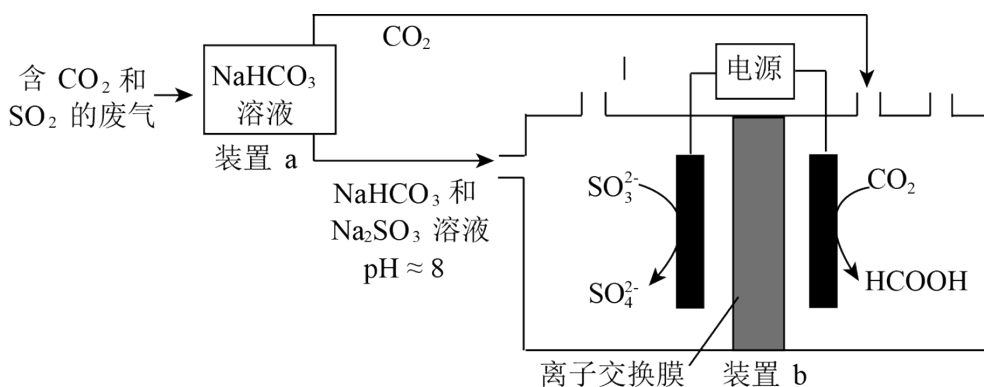 CO₂
含 CO₂ 和
SO₂ 的废气
NaHCO₃
溶液
装置 a
电源
NaHCO₃ 和
Na₂SO₃ 溶液
pH ≈ 8
SO₃²⁻
SO₄²⁻
CO₂
HCOOH
离子交换膜
装置 b